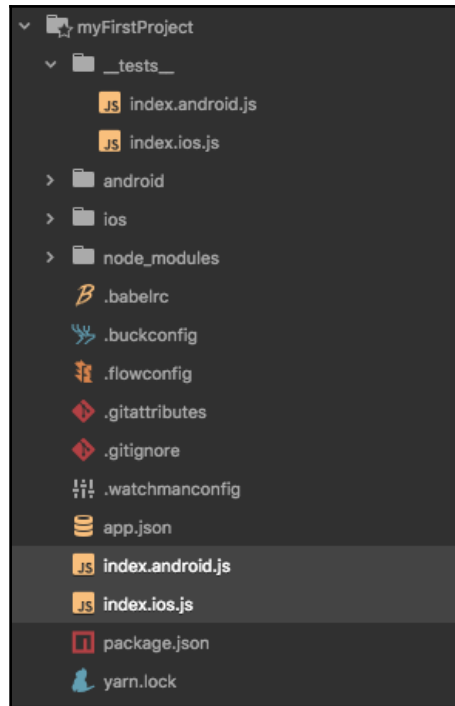 myFirstProject
__tests__
index.android.js
index.ios.js
android
ios
node_modules
.babelrc
.buckconfig
.flowconfig
.gitattributes
.gitignore
.watchmanconfig
app.json
index.android.js
index.ios.js
package.json
yarn.lock